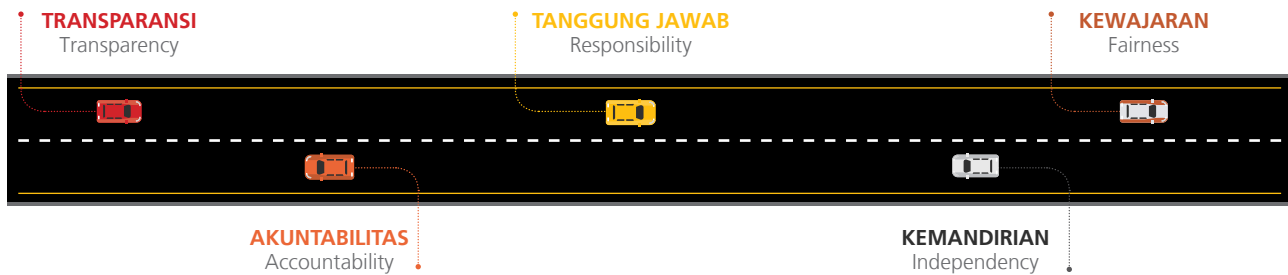 TRANSPARANSI
Transparency
TANGGUNG JAWAB
Responsibility
KEWAJARAN
Fairness
AKUNTABILITAS
Accountability
KEMANDIRIAN
Independency